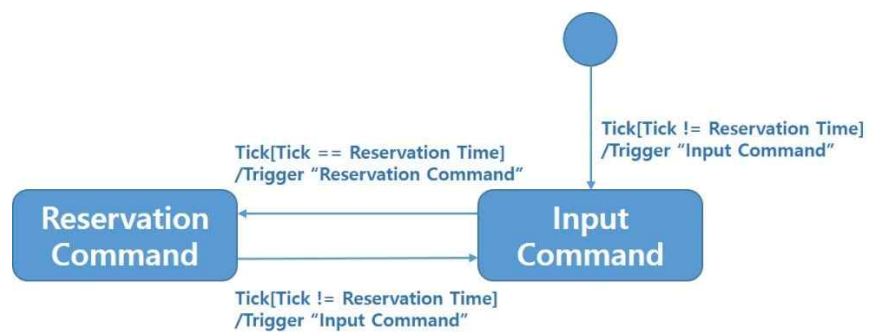 Tick[Tick != Reservation Time]
/Trigger “Input Command”
Tick[Tick == Reservation Time]
/Trigger “Reservation Command”
Reservation
Command
Input
Command
Tick[Tick != Reservation Time]
/Trigger “Input Command”